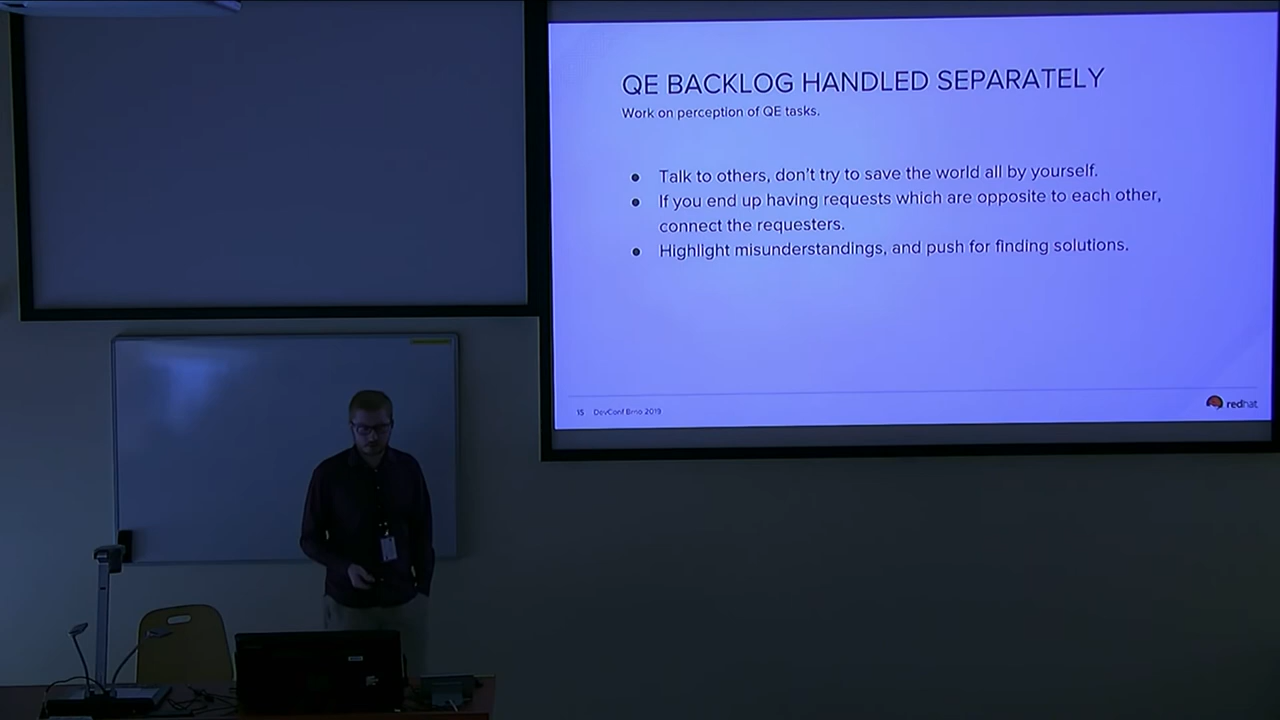 QE BACKLOG HANDLED SEPARATELY
Work on perception of QE tasks.
● Talk to others, don't try to save the world all by yourself.
● If you end up having requests which are opposite to each other,
connect the requesters.
● Highlight misunderstandings, and push for finding solutions.
15 DevConf Brno 2019
redhat